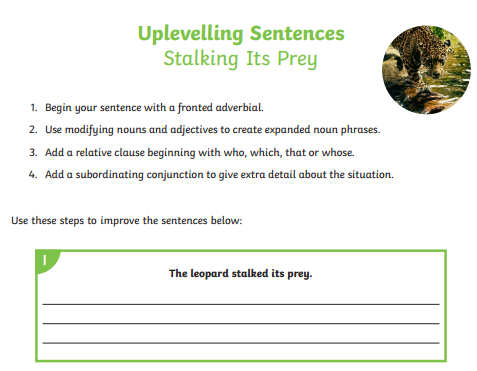 Uplevelling Sentences
Stalking Its Prey
1. Begin your sentence with a fronted adverbial.
2. Use modifying nouns and adjectives to create expanded noun phrases.
3. Add a relative clause beginning with who, which, that or whose.
4. Add a subordinating conjunction to give extra detail about the situation.
Use these steps to improve the sentences below:
1
The leopard stalked its prey.